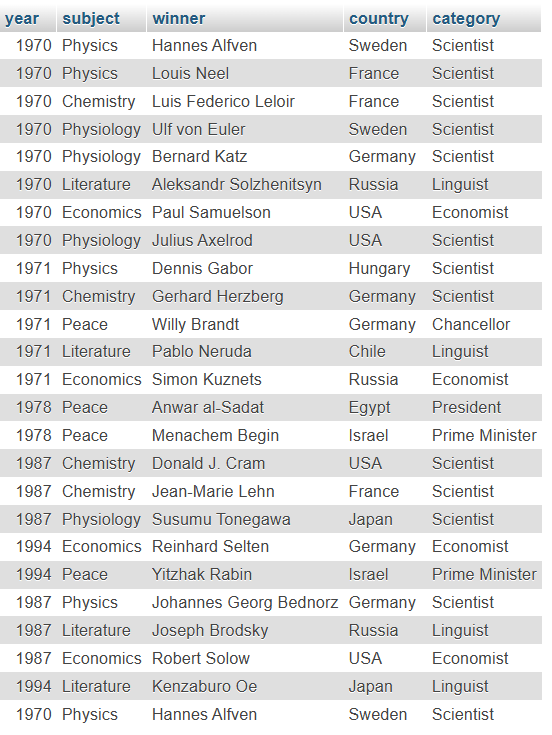 year subject winner country category
1970 Physics Hannes Alfven Sweden Scientist
1970 Physics Louis Neel France Scientist
1970 Chemistry Luis Federico Leloir France Scientist
1970 Physiology Ulf von Euler Sweden Scientist
1970 Physiology Bernard Katz Germany Scientist
1970 Literature Aleksandr Solzhenitsyn Russia Linguist
1970 Economics Paul Samuelson USA Economist
1970 Physiology Julius Axelrod USA Scientist
1971 Physics Dennis Gabor Hungary Scientist
1971 Chemistry Gerhard Herzberg Germany Scientist
1971 Peace Willy Brandt Germany Chancellor
1971 Literature Pablo Neruda Chile Linguist
1971 Economics Simon Kuznets Russia Economist
1978 Peace Anwar al-Sadat Egypt President
1978 Peace Menachem Begin Israel Prime Minister
1987 Chemistry Donald J. Cram USA Scientist
1987 Chemistry Jean-Marie Lehn France Scientist
1987 Physiology Susumu Tonegawa Japan Scientist
1994 Economics Reinhard Selten Germany Economist
1994 Peace Yitzhak Rabin Israel Prime Minister
1987 Physics Johannes Georg Bednorz Germany Scientist
1987 Literature Joseph Brodsky Russia Linguist
1987 Economics Robert Solow USA Economist
1994 Literature Kenzaburo Oe Japan Linguist
1970 Physics Hannes Alfven Sweden Scientist